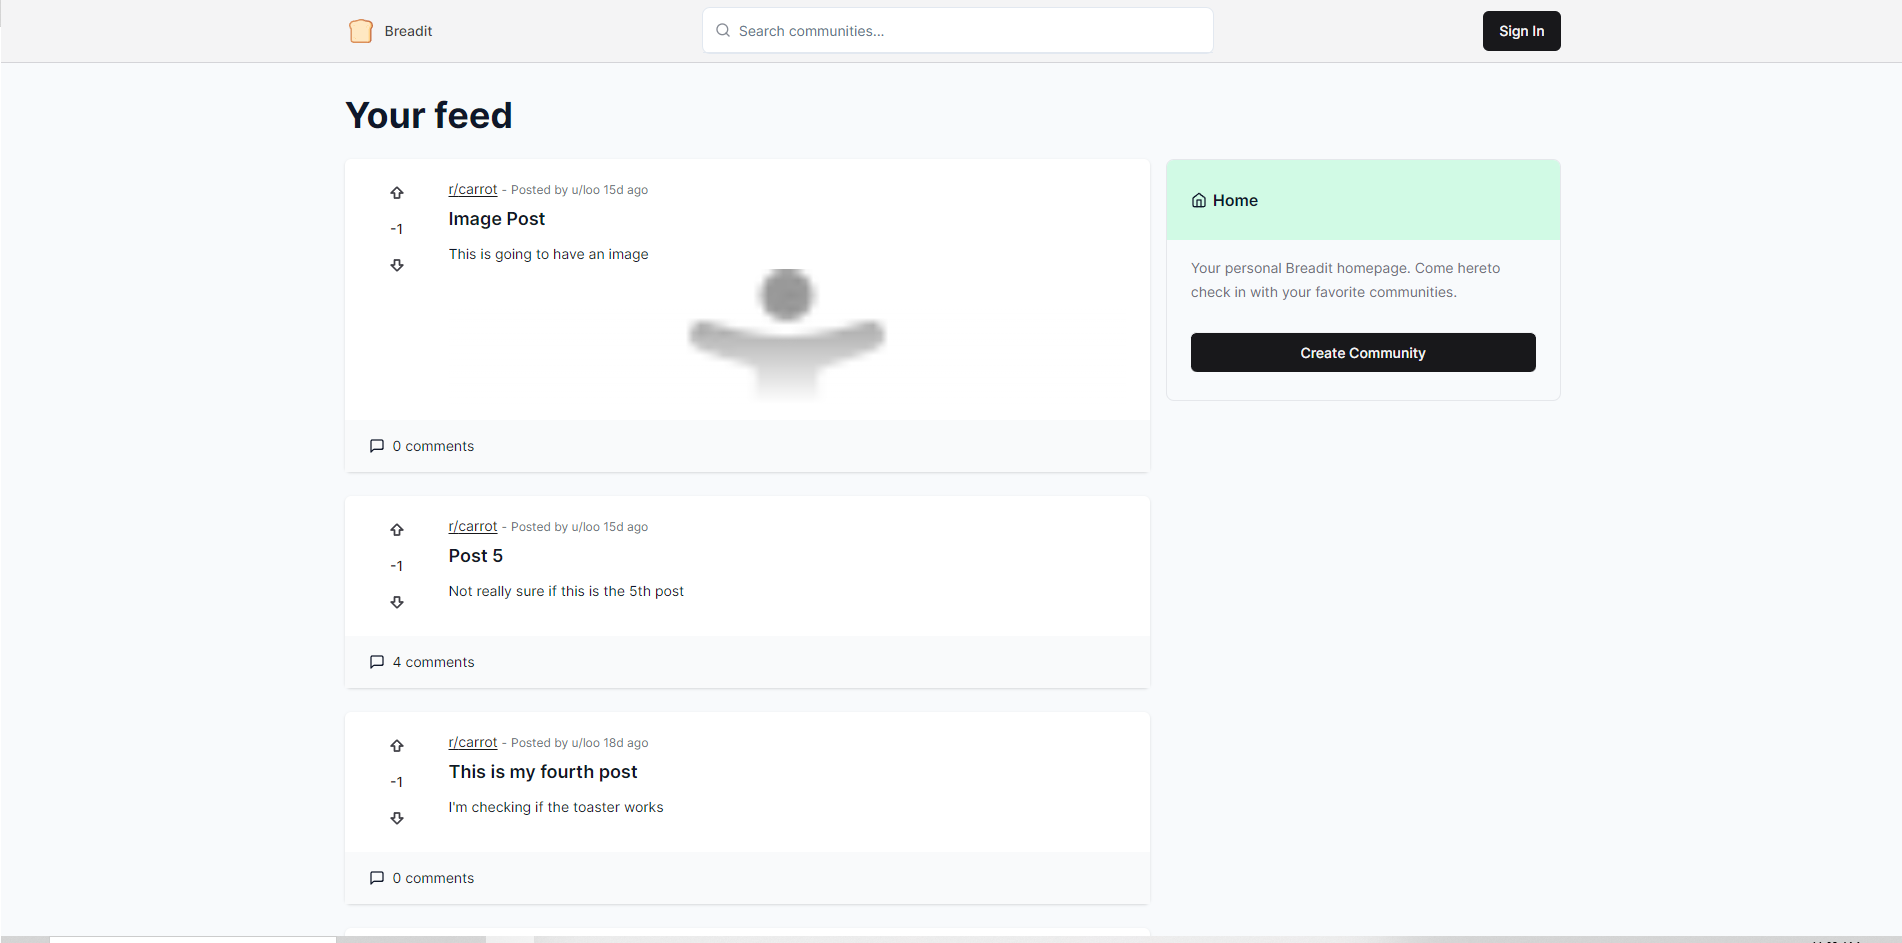 Breadit
Search communities...
Sign In
Your feed
r/carrot - Posted by u/loo 15d ago
Image Post
-1
This is going to have an image
0 comments
Home
Your personal Breadit homepage. Come hereto
check in with your favorite communities.
Create Community
r/carrot - Posted by u/loo 15d ago
Post 5
-1
Not really sure if this is the 5th post
4 comments
r/carrot - Posted by u/loo 18d ago
This is my fourth post
-1
I'm checking if the toaster works
0 comments